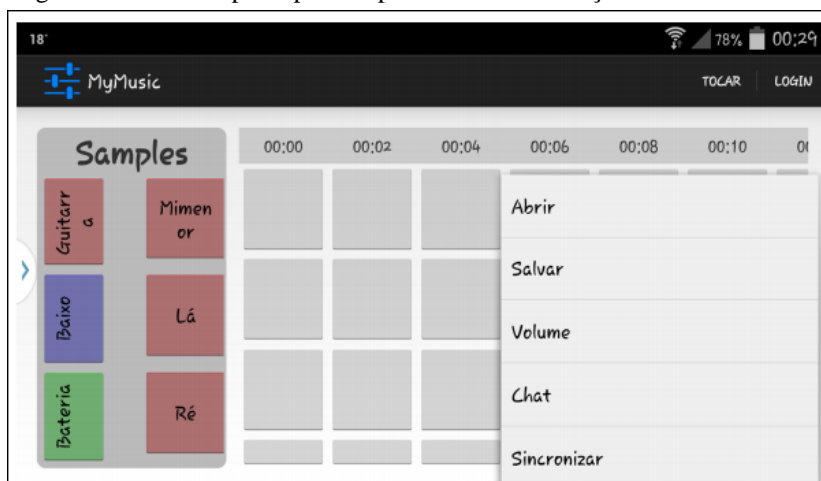 18°
78% 00:29
MyMusic
TOCAR LOGIN
Samples
00:00 00:02 00:04 00:06 00:08 00:10
Guitarr
a
Mimen
or
Abrir
Salvar
Baixo
Lá
Volume
Chat
Bateria
Ré
Sincronizar